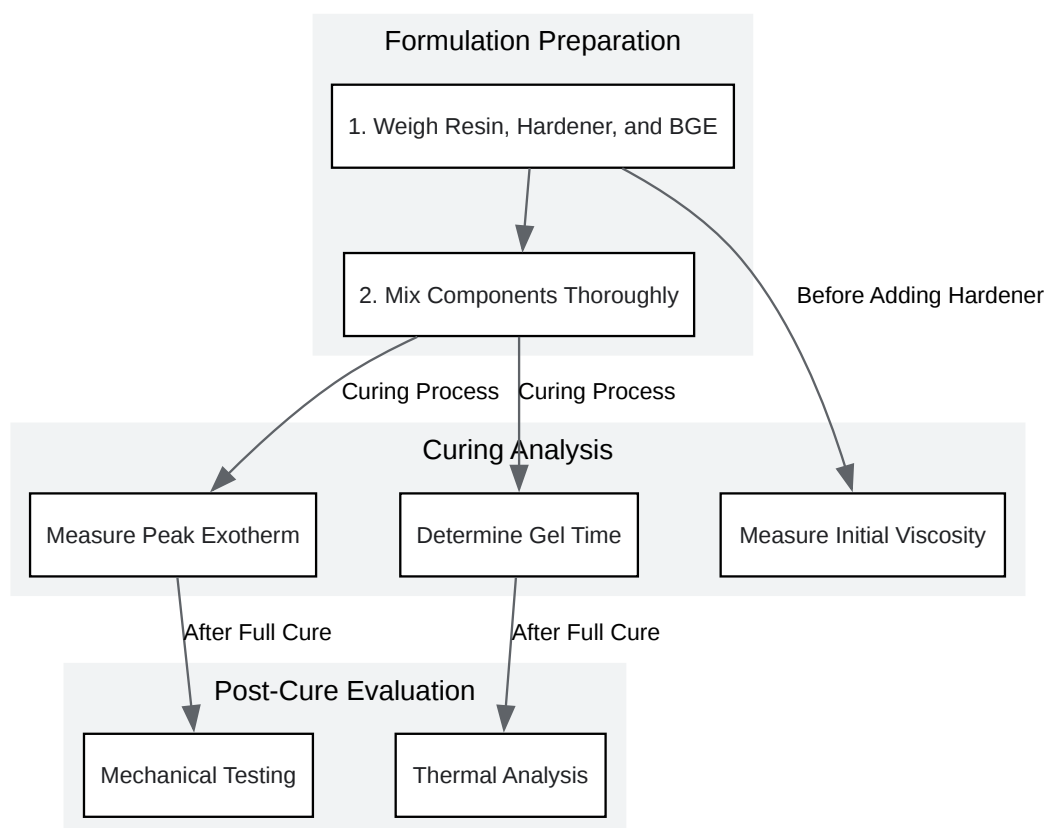 Formulation Preparation
1. Weigh Resin, Hardener, and BGE
2. Mix Components Thoroughly
Before Adding Hardener
Curing Process
Curing Process
Curing Analysis
Measure Peak Exotherm
Determine Gel Time
Measure Initial Viscosity
After Full Cure
After Full Cure
Post-Cure Evaluation
Mechanical Testing
Thermal Analysis